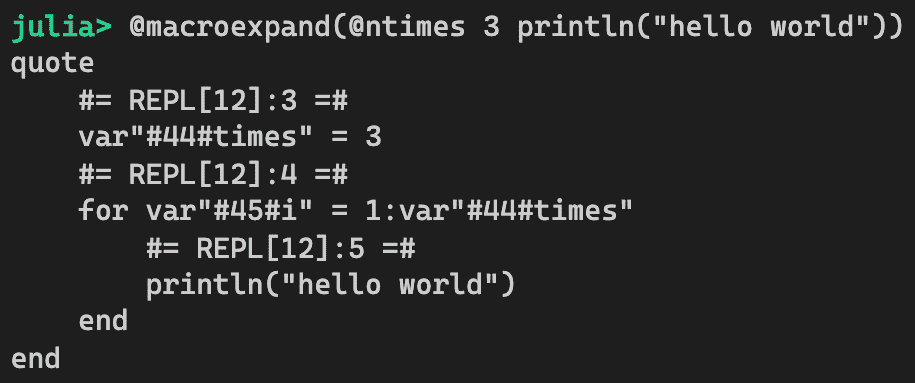 julia> @macroexpand(@ntimes 3 println("hello world"))
quote
    #= REPL[12]:3 =#
    var"#44#times" = 3
    #= REPL[12]:4 =#
    for var"#45#i" = 1:var"#44#times"
        #= REPL[12]:5 =#
        println("hello world")
    end
end